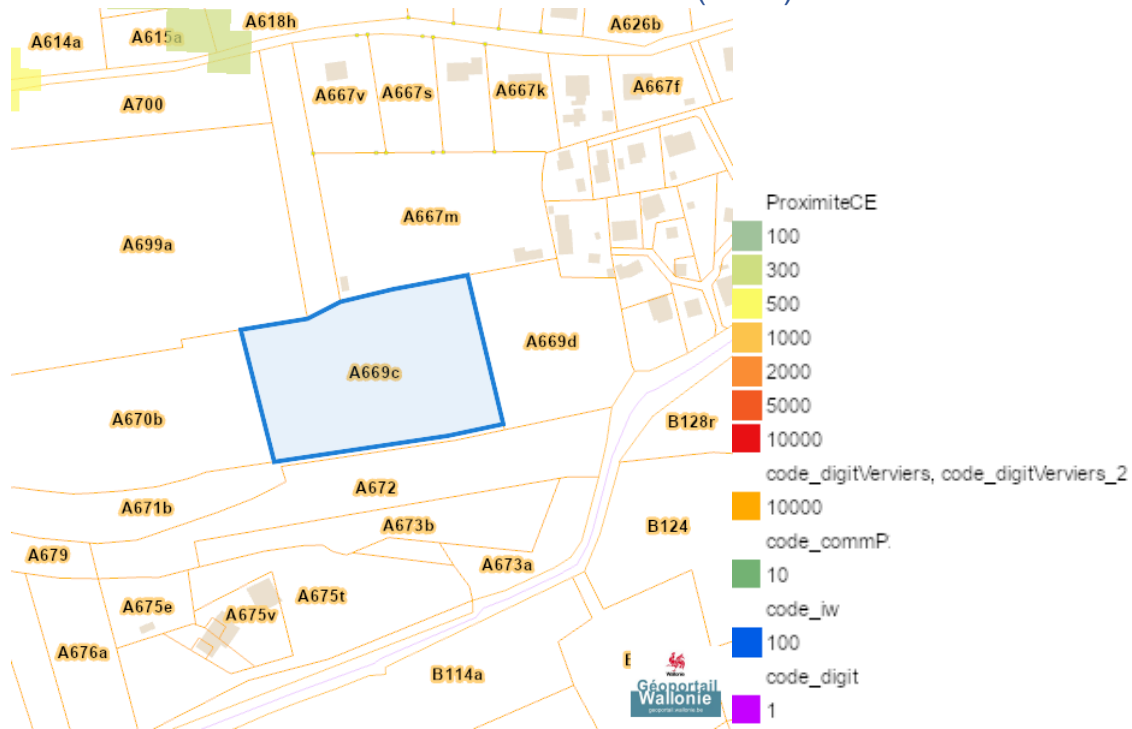 A618h
A626b
A614a
A615a
A700
A667v
A667s
A667k
A667f
A699a
A667m
A669c
A669d
A670b
B128r
A671b
A672
A673b
B124
A679
A673a
A675e
A675v
A675t
A676a
B114a
Wallonie
Géoportail
Wallonie
geoportail.wallonie.be
ProximiteCE
100
300
500
1000
2000
5000
10000
code_digitVerviers, code_digitVerviers_2
10000
code_commP.
10
code_iw
100
code_digit
1